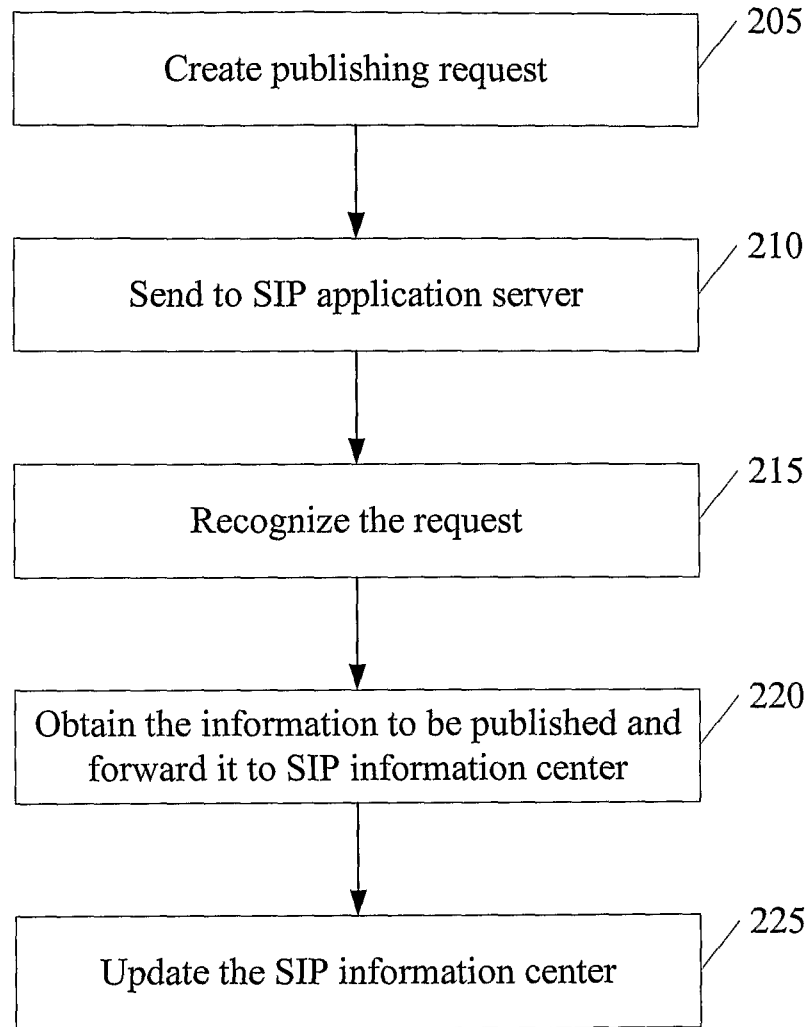 205
Create publishing request
210
Send to SIP application server
215
Recognize the request
220
Obtain the information to be published and
forward it to SIP information center
225
Update the SIP information center